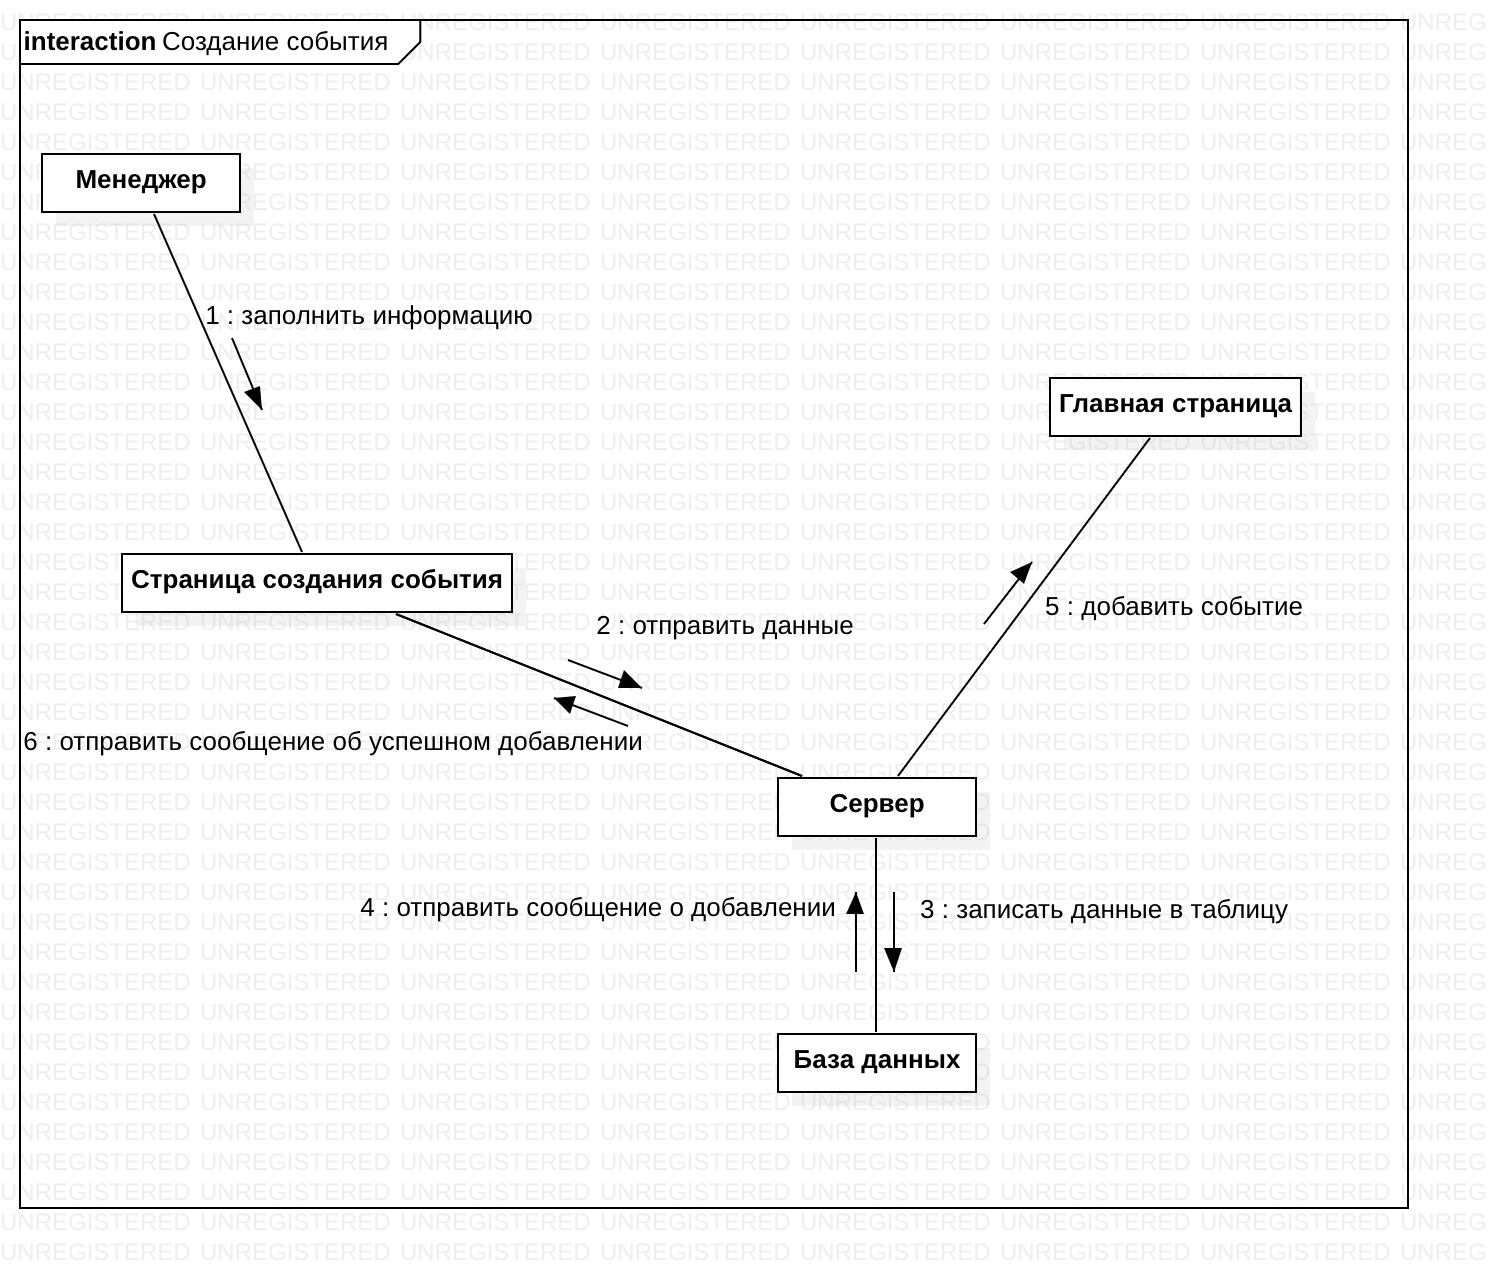 interaction Создание события
Менеджер
1 : заполнить информацию
Главная страница
Страница создания события
5 : добавить событие
2 : отправить данные
6 : отправить сообщение об успешном добавлении
Сервер
4 : отправить сообщение о добавлении
3 : записать данные в таблицу
База данных
UNREGISTERED